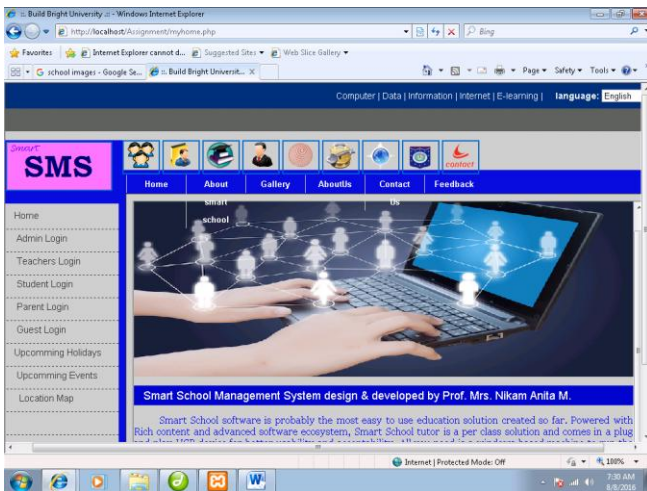 :: Build Bright University .:: - Windows Internet Explorer
http://localhost/Assignment/myhome.php
Bing
Favorites
Internet Explorer cannot d...
Suggested Sites
Web Slice Gallery
school images - Google Se...
:: Build Bright Universit...
Page
Safety
Tools
Computer | Data | Information | Internet | E-learning |
language: English
Smart
SMS
contact
Home
About smart school
Gallery
AboutUs
Contact Us
Feedback
Home
Admin Login
Teachers Login
Student Login
Parent Login
Guest Login
Upcomming Holidays
Upcomming Events
Location Map
Smart School Management System design & developed by Prof. Mrs. Nikam Anita M.
Smart School software is probably the most easy to use education solution created so far. Powered with
Rich content and advanced software ecosystem, Smart School tutor is a per class solution and comes in a plug
Internet | Protected Mode: Off
100%
7:30 AM
8/8/2016